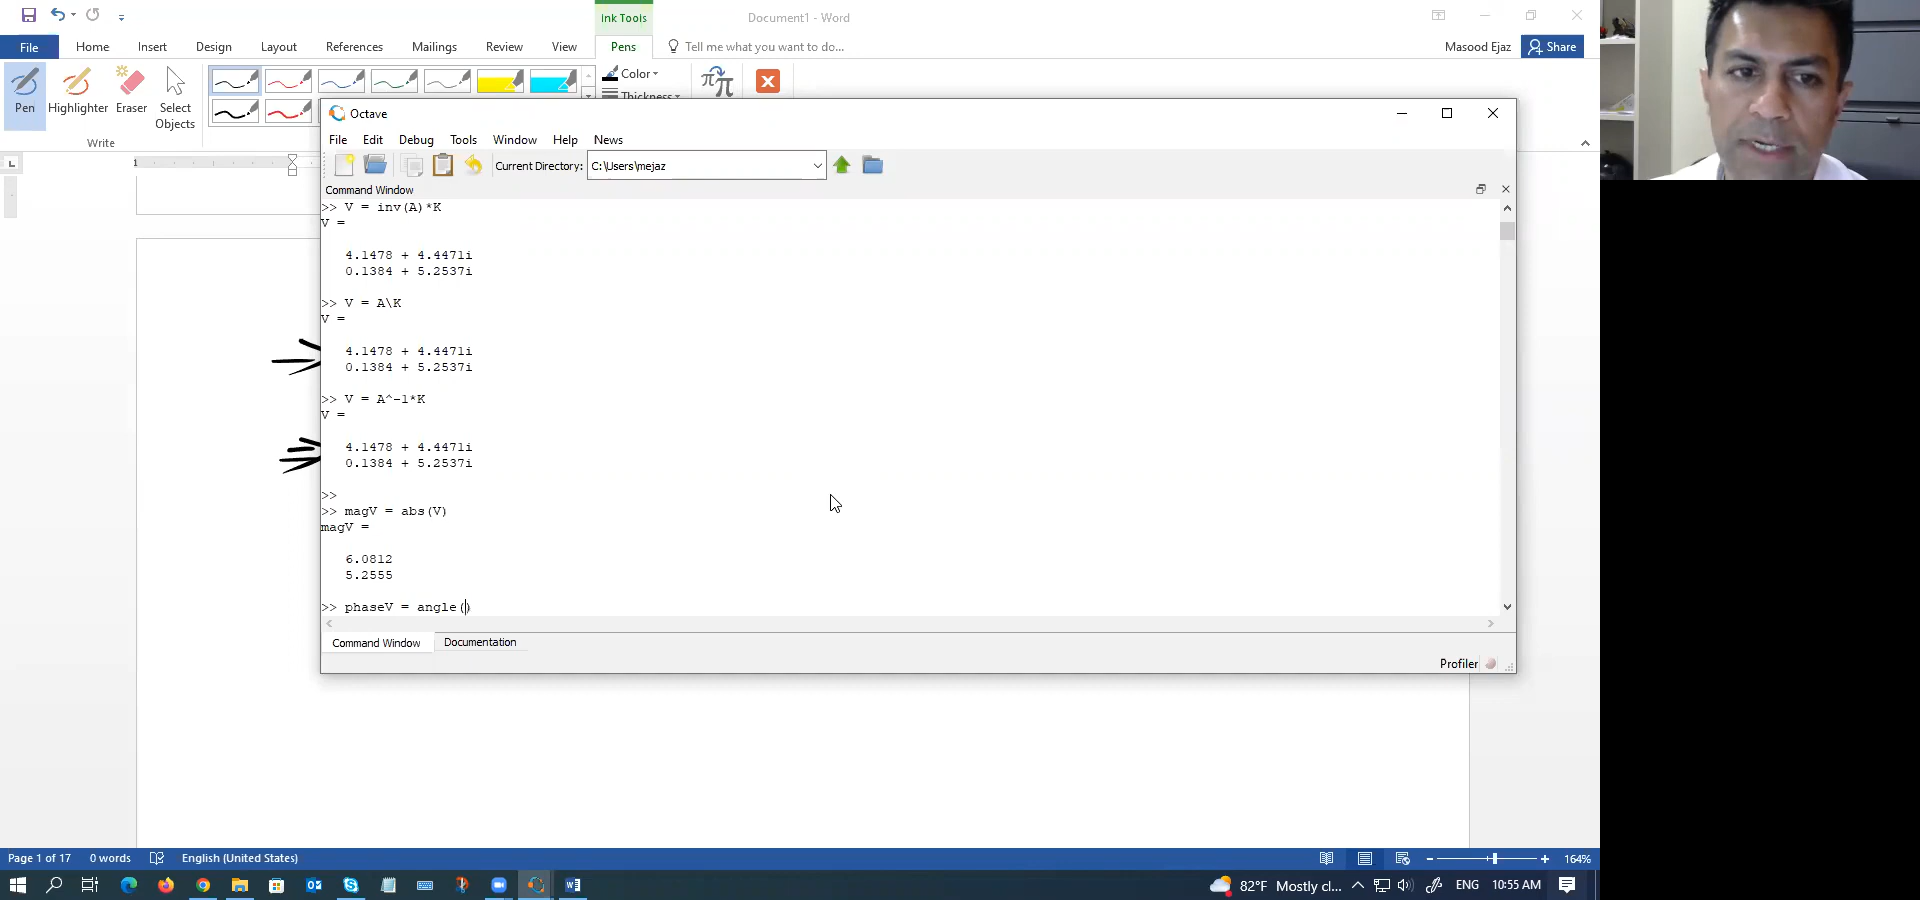 Ink Tools
Document1 - Word
File Home Insert Design Layout References Mailings Review View Pens Tell me what you want to do... Masood Ejaz Share
Pen Highlighter Eraser Select Objects
Color
Thickness
Write
1
Octave
File Edit Debug Tools Window Help News
Current Directory: C:\Users\mejaz
Command Window
>> V = inv(A)*K
V =
4.1478 + 4.4471i
0.1384 + 5.2537i
>> V = A\K
V =
4.1478 + 4.4471i
0.1384 + 5.2537i
>> V = A^-1*K
V =
4.1478 + 4.4471i
0.1384 + 5.2537i
>>
>> magV = abs(V)
magV =
6.0812
5.2555
>> phaseV = angle()
Command Window Documentation
Profiler
Page 1 of 17 0 words English (United States) 164%
82°F Mostly cl... ENG 10:55 AM